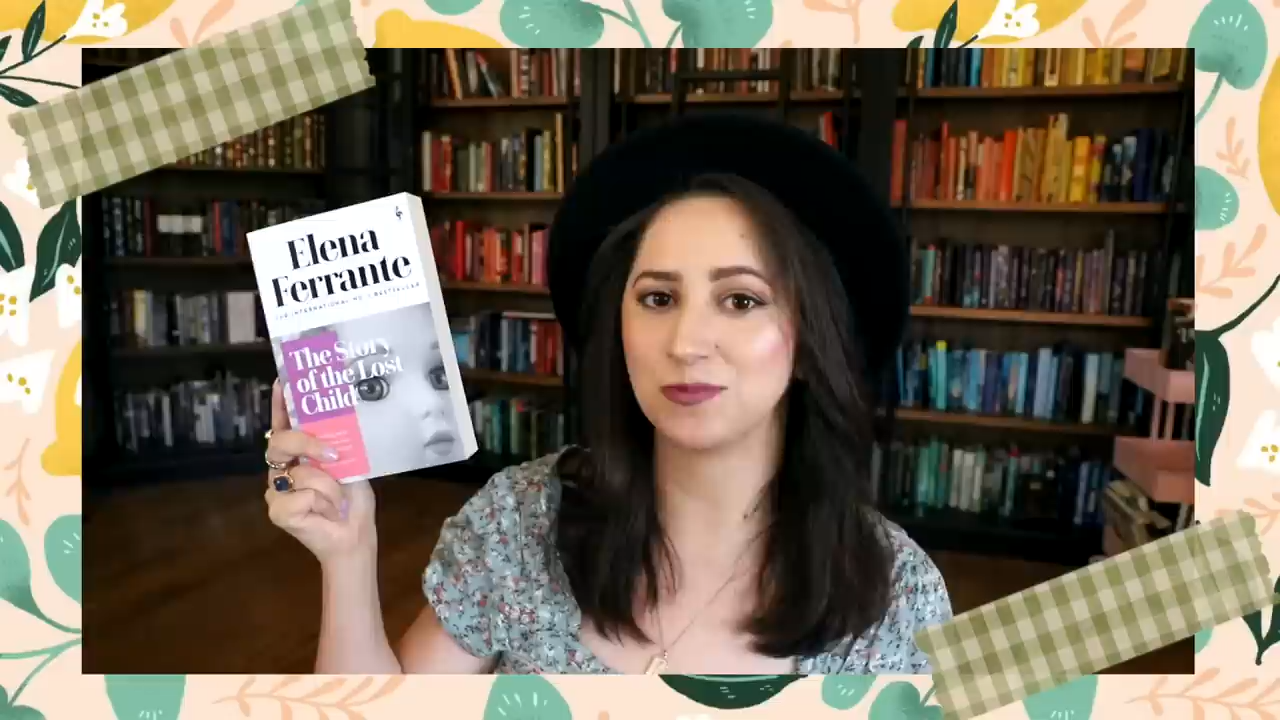 Elena
Ferrante
THE INTERNATIONAL NO. 1 BESTSELLER
The Story
of the Lost
Child